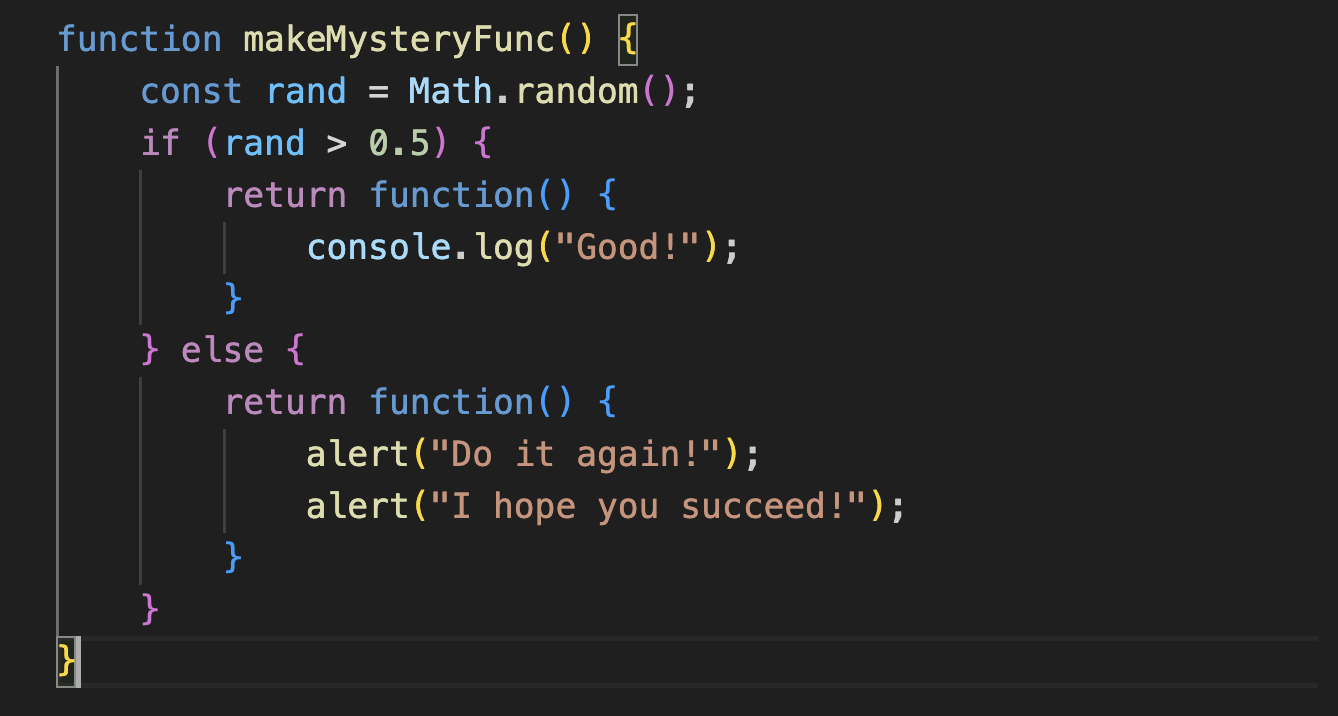 function makeMysteryFunc() {
    const rand = Math.random();
    if (rand > 0.5) {
        return function() {
            console.log("Good!");
        }
    } else {
        return function() {
            alert("Do it again!");
            alert("I hope you succeed!");
        }
    }
}